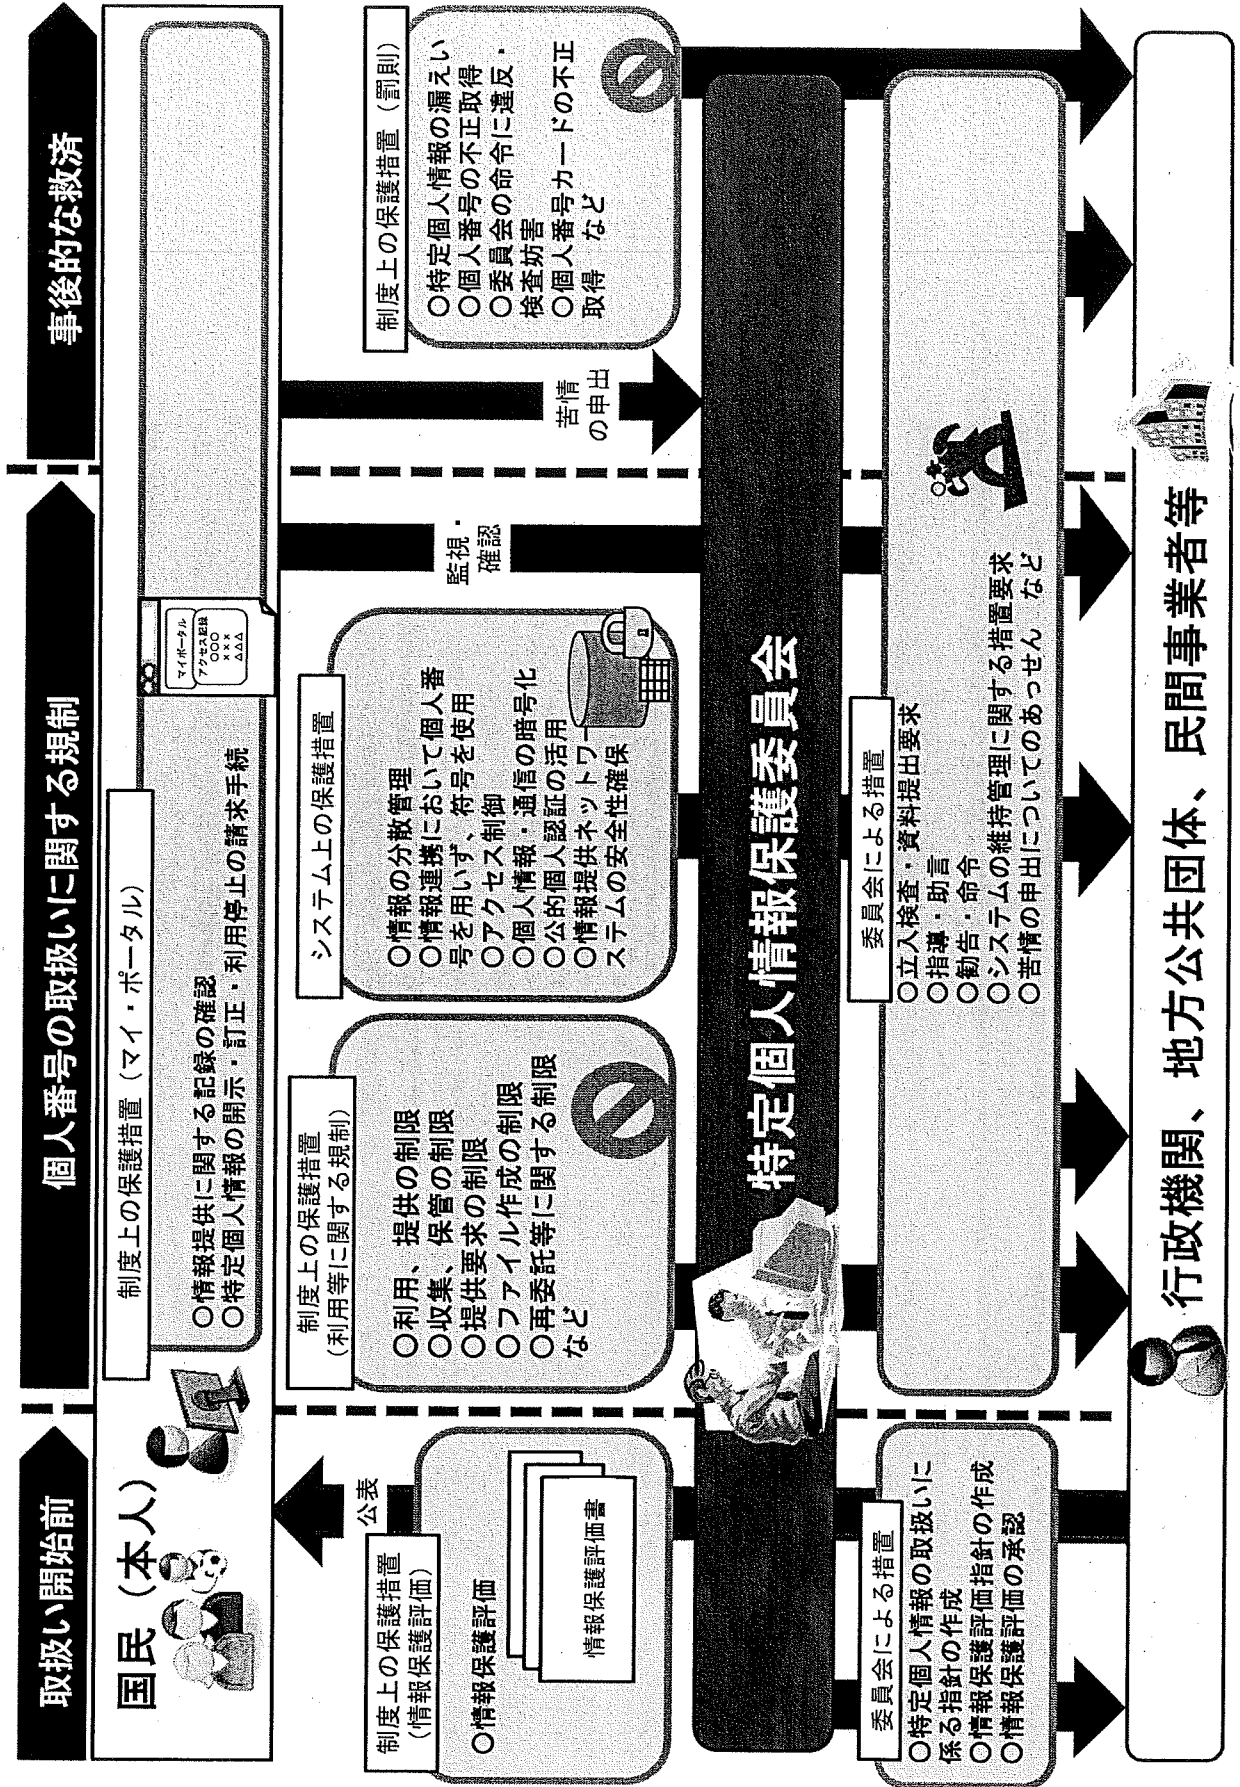 取扱い開始前
個人番号の取扱いに関する規制
事後的な救済
国民（本人）
制度上の保護措置（マイ・ポータル）
○情報提供に関する記録の確認
○特定個人情報の開示・訂正・利用停止の請求手続
マイポータル
アクセス記録
○○○
×××
△△△
公表
制度上の保護措置
（情報保護評価）
○情報保護評価
情報保護評価書
制度上の保護措置
（利用等に関する規制）
○利用、提供の制限
○収集、保管の制限
○提供要求の制限
○ファイル作成の制限
○再委託等に関する制限
など
システム上の保護措置
○情報の分散管理
○情報連携において個人番
号を用いず、符号を使用
○アクセス制御
○個人情報・通信の暗号化
○公的個人認証の活用
○情報提供ネットワー
ステムの安全性確保
監視・
確認
苦情
の申出
制度上の保護措置（罰則）
○特定個人情報の漏えい
○個人番号の不正取得
○委員会の命令に違反・
検査妨害
○個人番号カードの不正
取得　など
特定個人情報保護委員会
委員会による措置
○特定個人情報の取扱いに
係る指針の作成
○情報保護評価指針の作成
○情報保護評価の承認
委員会による措置
○立入検査・資料提出要求
○指導・助言
○勧告・命令
○システムの維持管理に関する措置要求
○苦情の申出についてのあっせん　など
行政機関、地方公共団体、民間事業者等